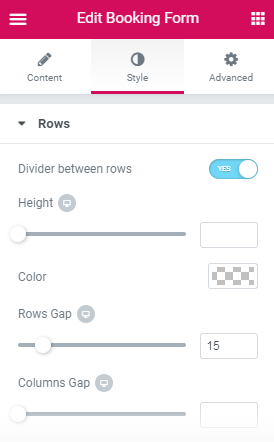 Edit Booking Form
Content
Style
Advanced
Rows
Divider between rows
YES
Height
Color
Rows Gap
15
Columns Gap